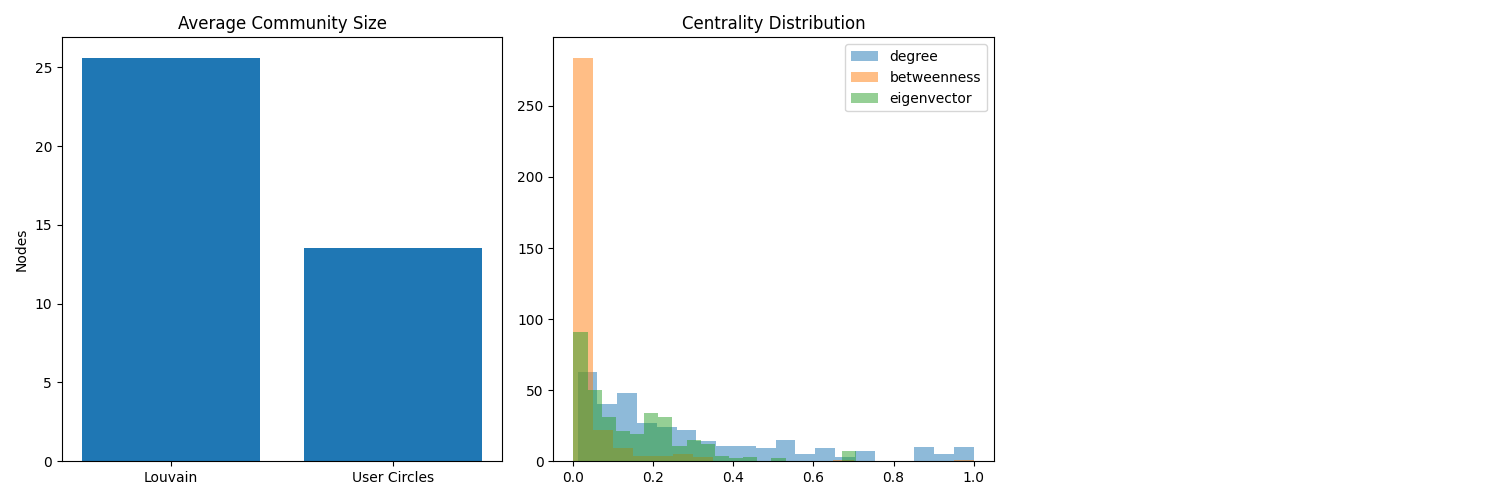 Average Community Size
Nodes
25
20
15
10
5
0
Louvain
User Circles
Centrality Distribution
degree
betweenness
eigenvector
250
200
150
100
50
0
0.0
0.2
0.4
0.6
0.8
1.0